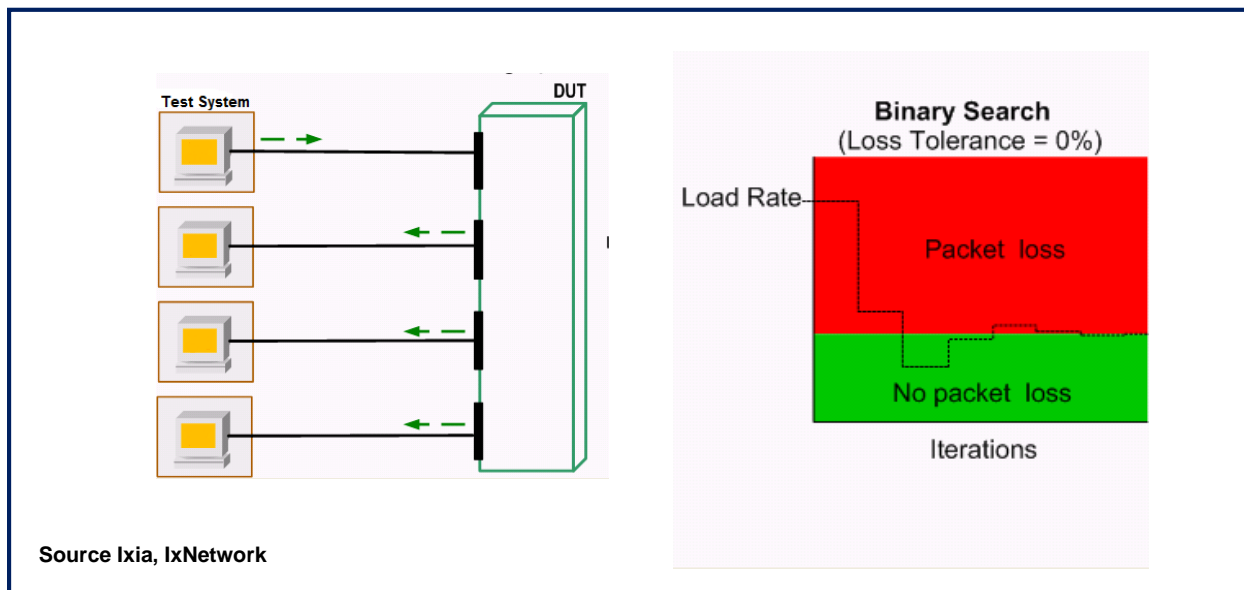 DUT
Test System
Binary Search
(Loss Tolerance = 0%)
Load Rate
Packet loss
No packet loss
Iterations
Source Ixia, IxNetwork